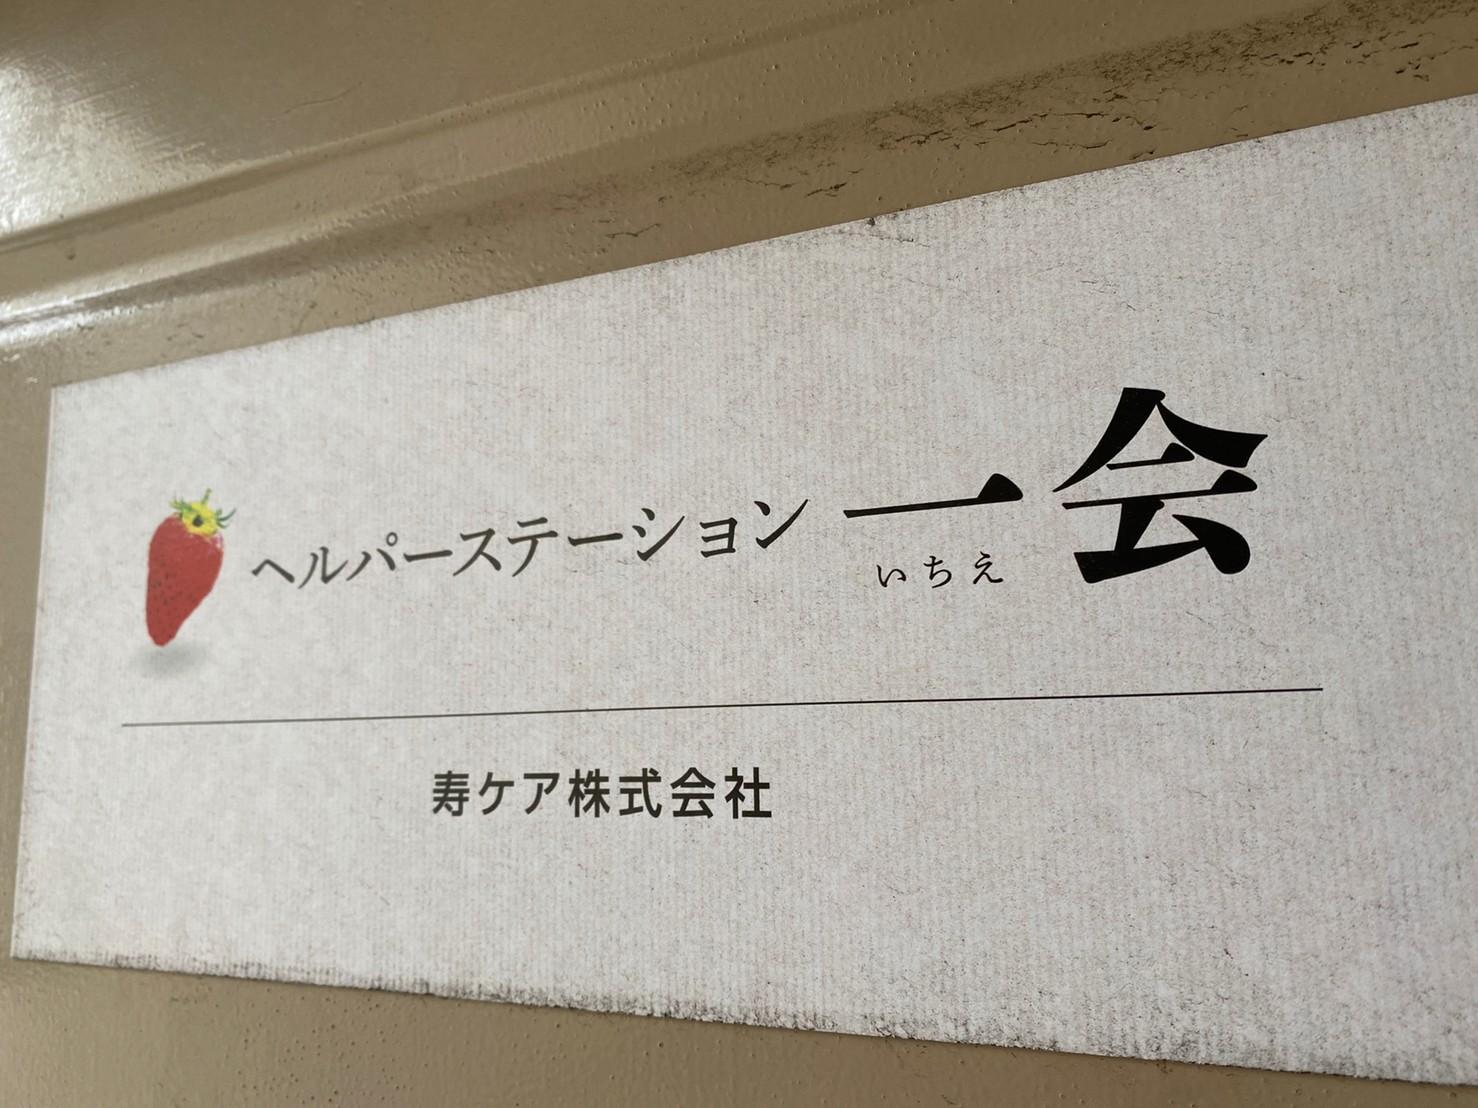 ヘルパーステーション 一会
いちえ
寿ケア株式会社